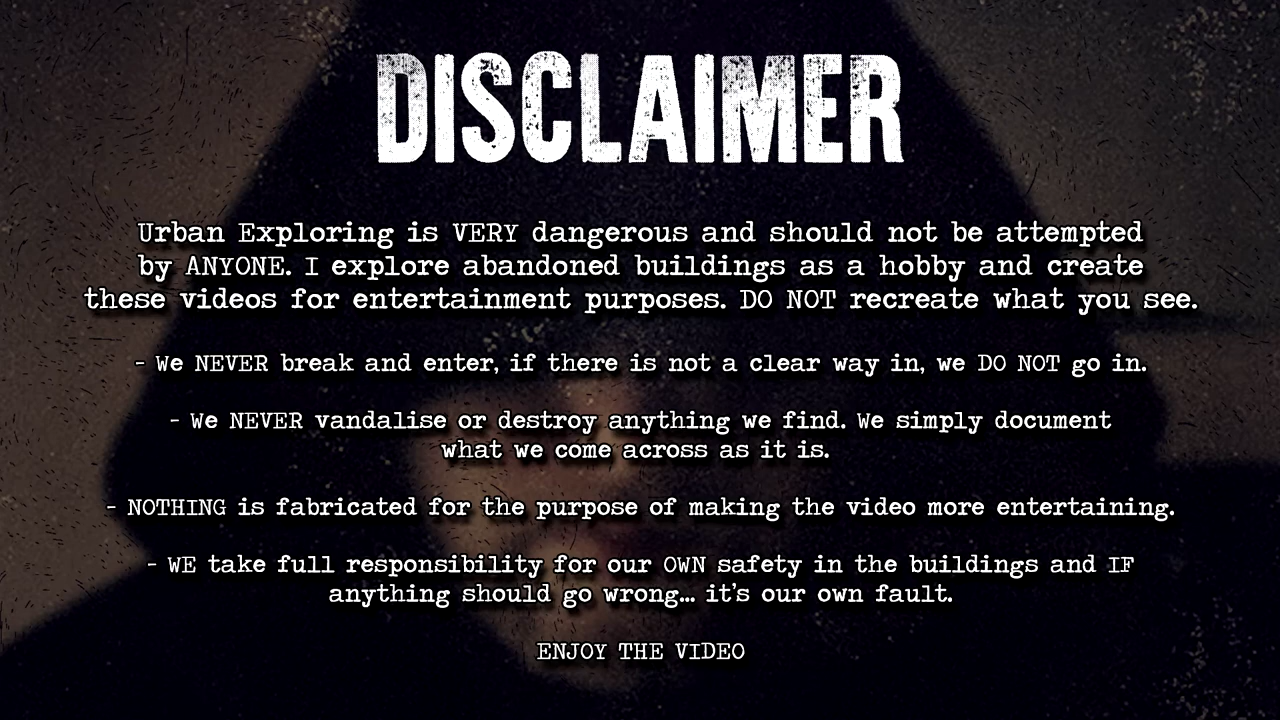 DISCLAIMER
Urban Exploring is VERY dangerous and should not be attempted
by ANYONE. I explore abandoned buildings as a hobby and create
these videos for entertainment purposes. DO NOT recreate what you see.
- We NEVER break and enter, if there is not a clear way in, we DO NOT go in.
- We NEVER vandalise or destroy anything we find. We simply document
what we come across as it is.
- NOTHING is fabricated for the purpose of making the video more entertaining.
- WE take full responsibility for our OWN safety in the buildings and IF
anything should go wrong... it's our own fault.
ENJOY THE VIDEO